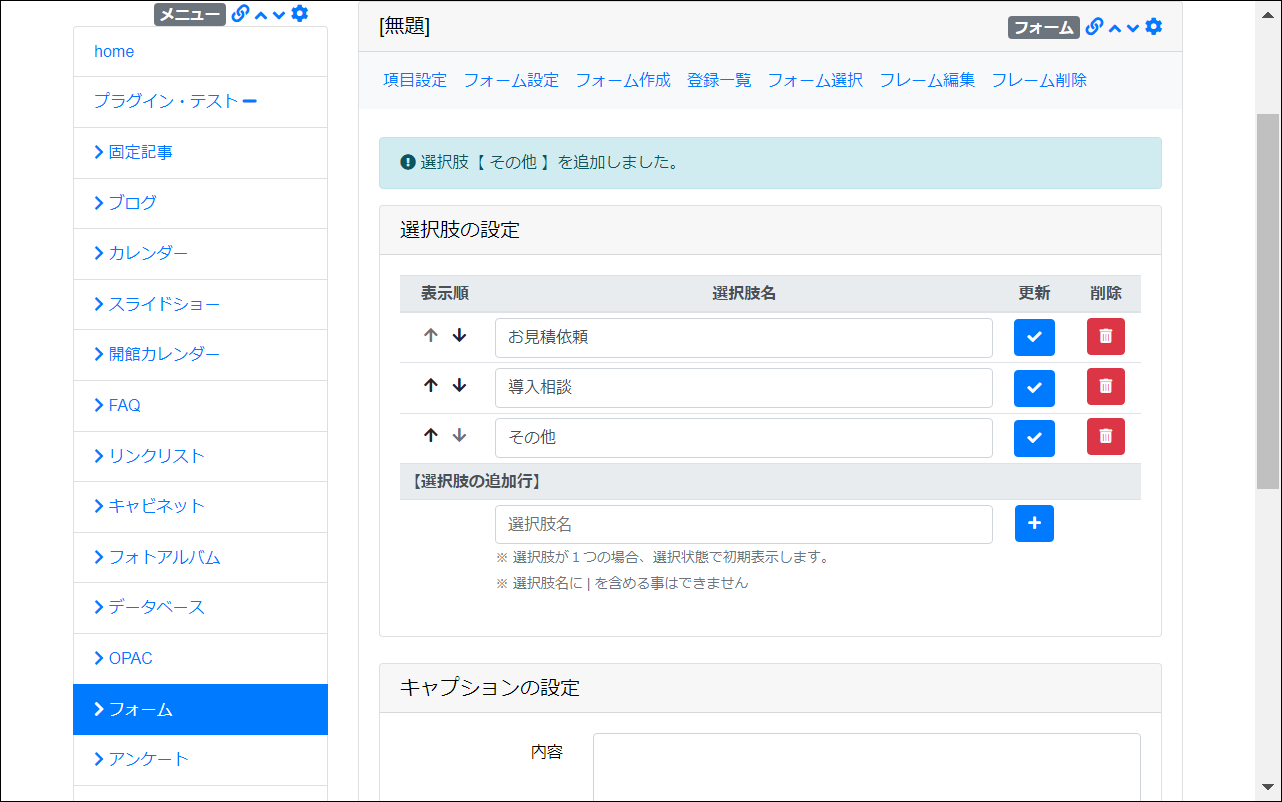 メニュー
home
プラグイン・テスト
固定記事
ブログ
カレンダー
スライドショー
開館カレンダー
FAQ
リンクリスト
キャビネット
フォトアルバム
データベース
OPAC
フォーム
アンケート
[無題]
フォーム
項目設定 フォーム設定 フォーム作成 登録一覧 フォーム選択 フレーム編集 フレーム削除
選択肢【 その他 】を追加しました。
選択肢の設定
表示順 選択肢名 更新 削除
お見積依頼
導入相談
その他
【選択肢の追加行】
選択肢名
※ 選択肢が１つの場合、選択状態で初期表示します。
※ 選択肢名に | を含める事はできません
キャプションの設定
内容